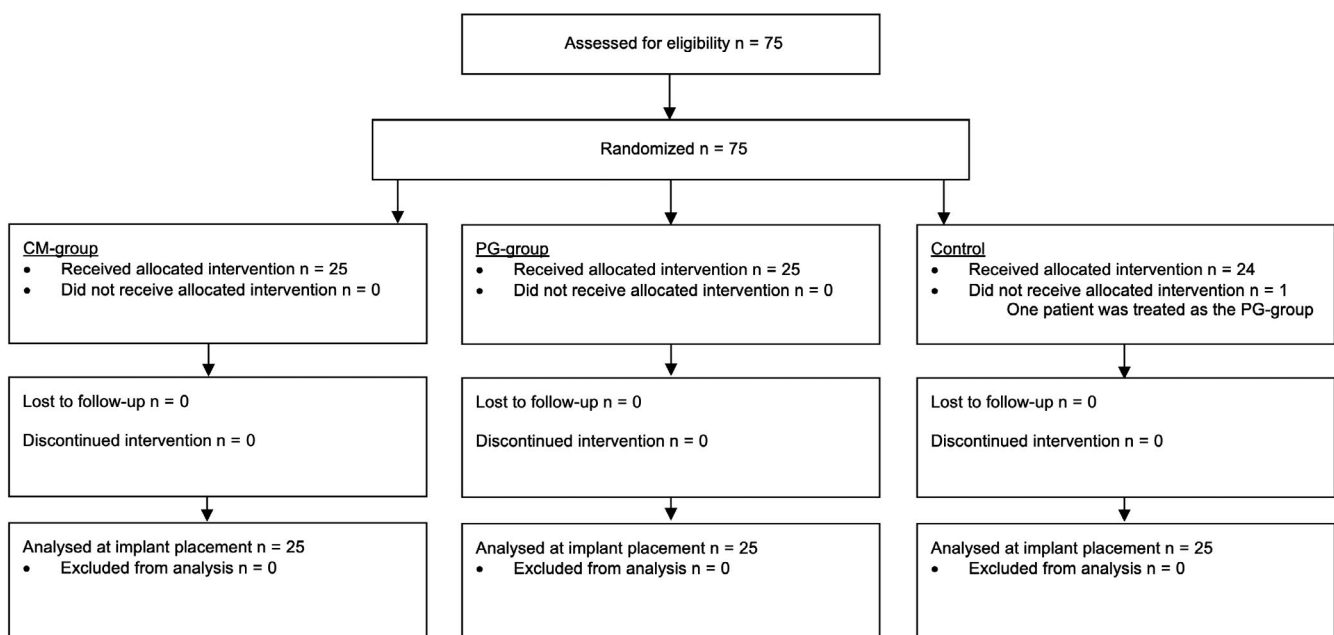 Assessed for eligibility n = 75
Randomized n = 75
CM-group
• Received allocated intervention n = 25
• Did not receive allocated intervention n = 0
PG-group
• Received allocated intervention n = 25
• Did not receive allocated intervention n = 0
Control
• Received allocated intervention n = 24
• Did not receive allocated intervention n = 1
One patient was treated as the PG-group
Lost to follow-up n = 0
Discontinued intervention n = 0
Lost to follow-up n = 0
Discontinued intervention n = 0
Lost to follow-up n = 0
Discontinued intervention n = 0
Analysed at implant placement n = 25
• Excluded from analysis n = 0
Analysed at implant placement n = 25
• Excluded from analysis n = 0
Analysed at implant placement n = 25
• Excluded from analysis n = 0